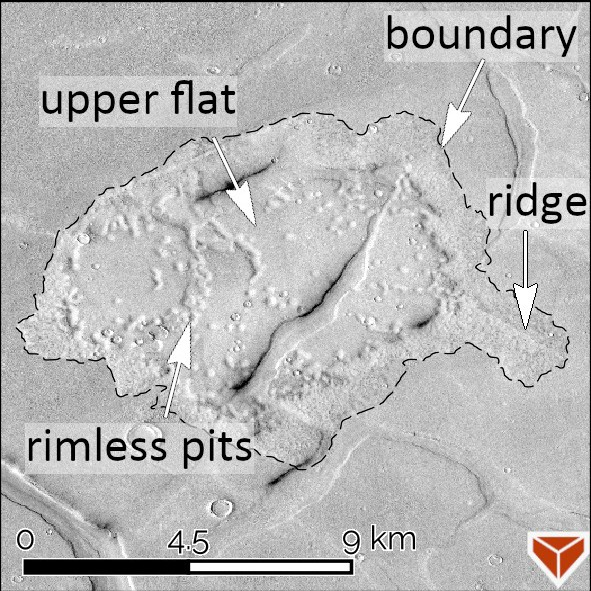 boundary
upper flat
ridge
rimless pits
0 4.5 9 km